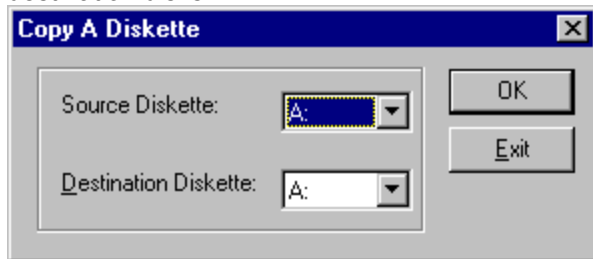 Copy A Diskette
Source Diskette: A:
OK
Exit
Destination Diskette: A: